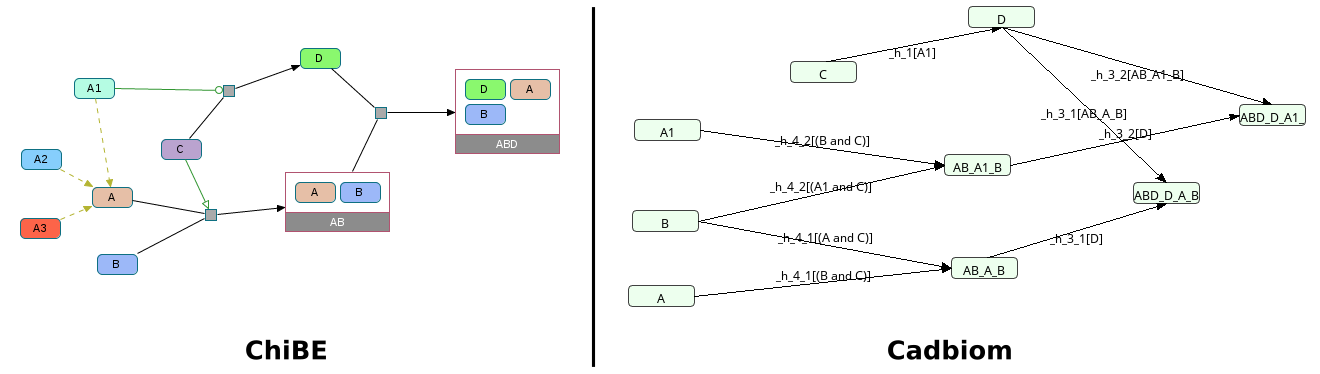 D
A1
D
A
B
C
ABD
A2
A
A3
A
B
AB
B
ChiBE
D
_h_1[A1]
C
_h_3_2[AB_A1_B]
_h_3_1[AB_A_B]
ABD_D_A1_
A1
_h_4_2[(B and C)]
_h_3_2[D]
AB_A1_B
_h_4_2[(A1 and C)]
ABD_D_A_B
B
_h_4_1[(A and C)]
_h_3_1[D]
AB_A_B
_h_4_1[(B and C)]
A
Cadbiom